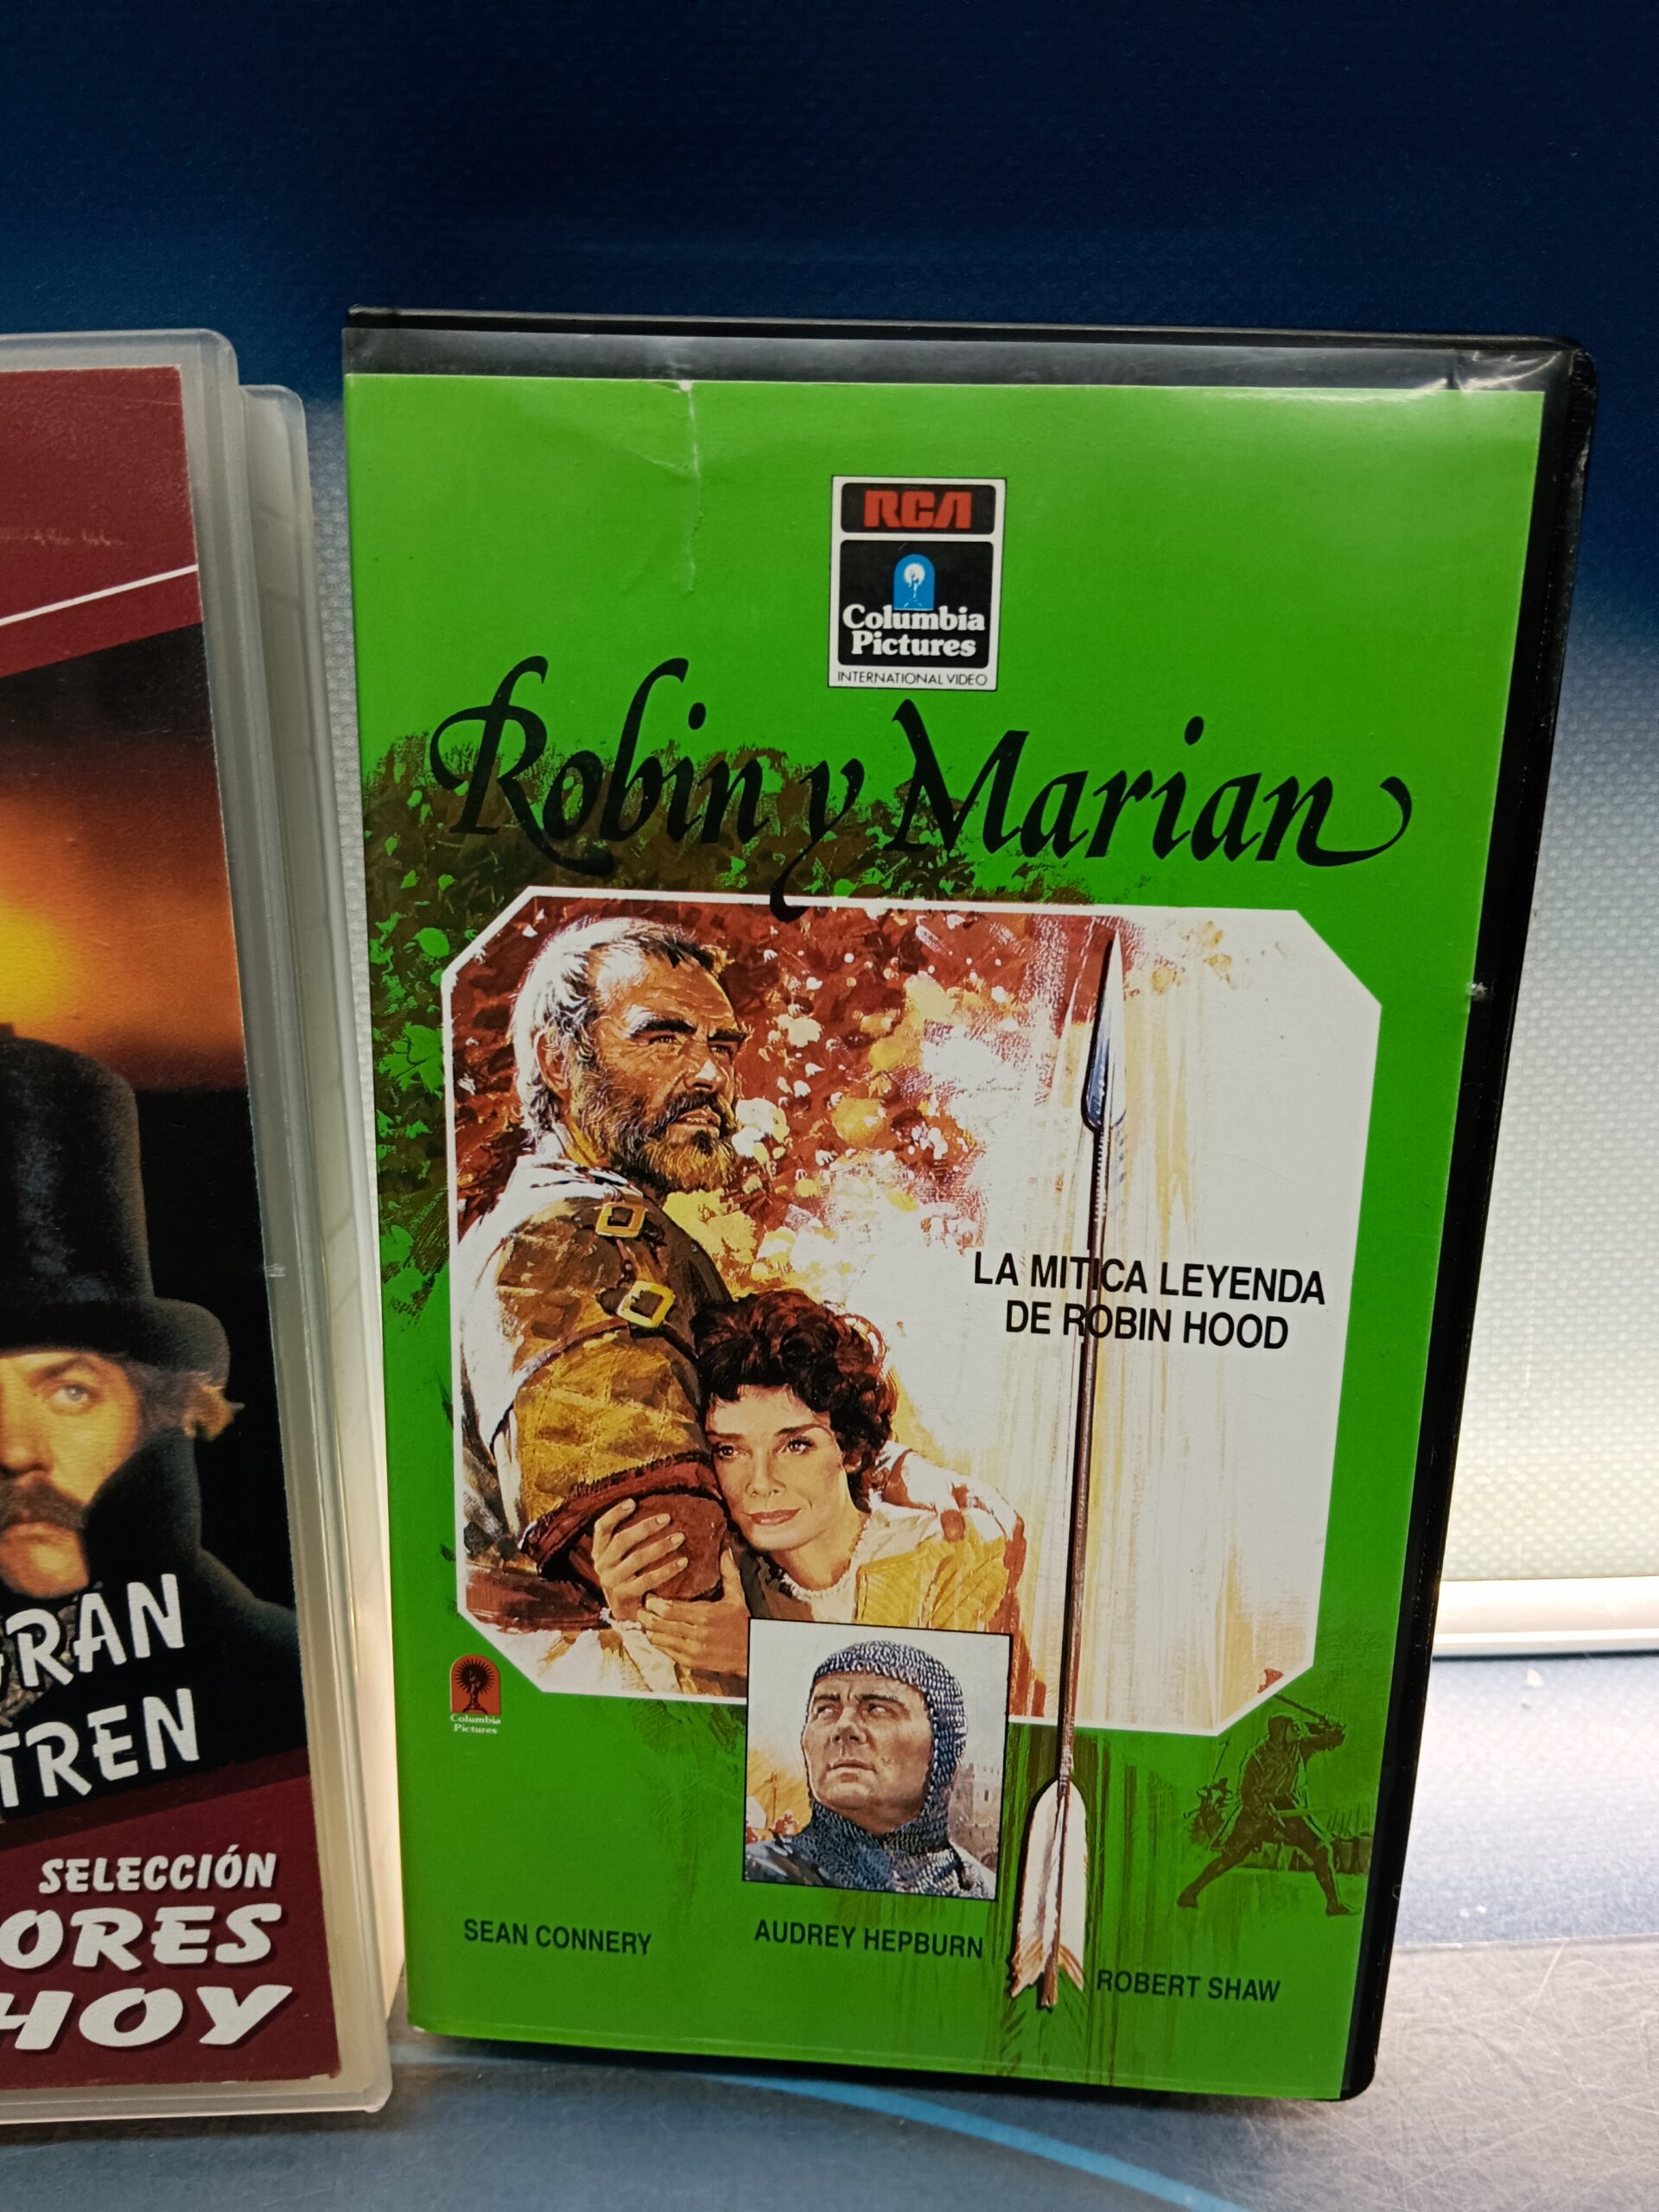 RCA
Columbia
Pictures
INTERNATIONAL VIDEO
Robin y Marian
LA MITICA LEYENDA
DE ROBIN HOOD
Columbia
Pictures
SEAN CONNERY
AUDREY HEPBURN
ROBERT SHAW
GRAN
TREN
SELECCIÓN
ORES
HOY